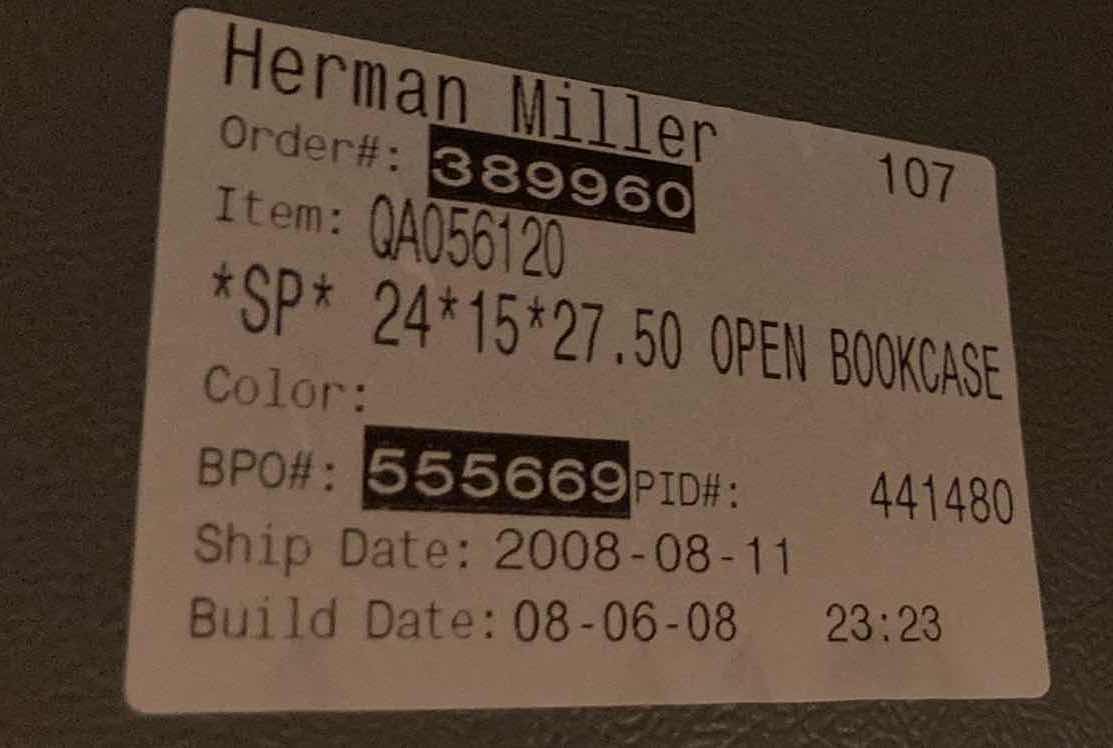 Herman Miller
Order#: 389960 107
Item: QA056120
*SP* 24*15*27.50 OPEN BOOKCASE
Color:
BPO#: 555669 PID#: 441480
Ship Date: 2008-08-11
Build Date: 08-06-08 23:23